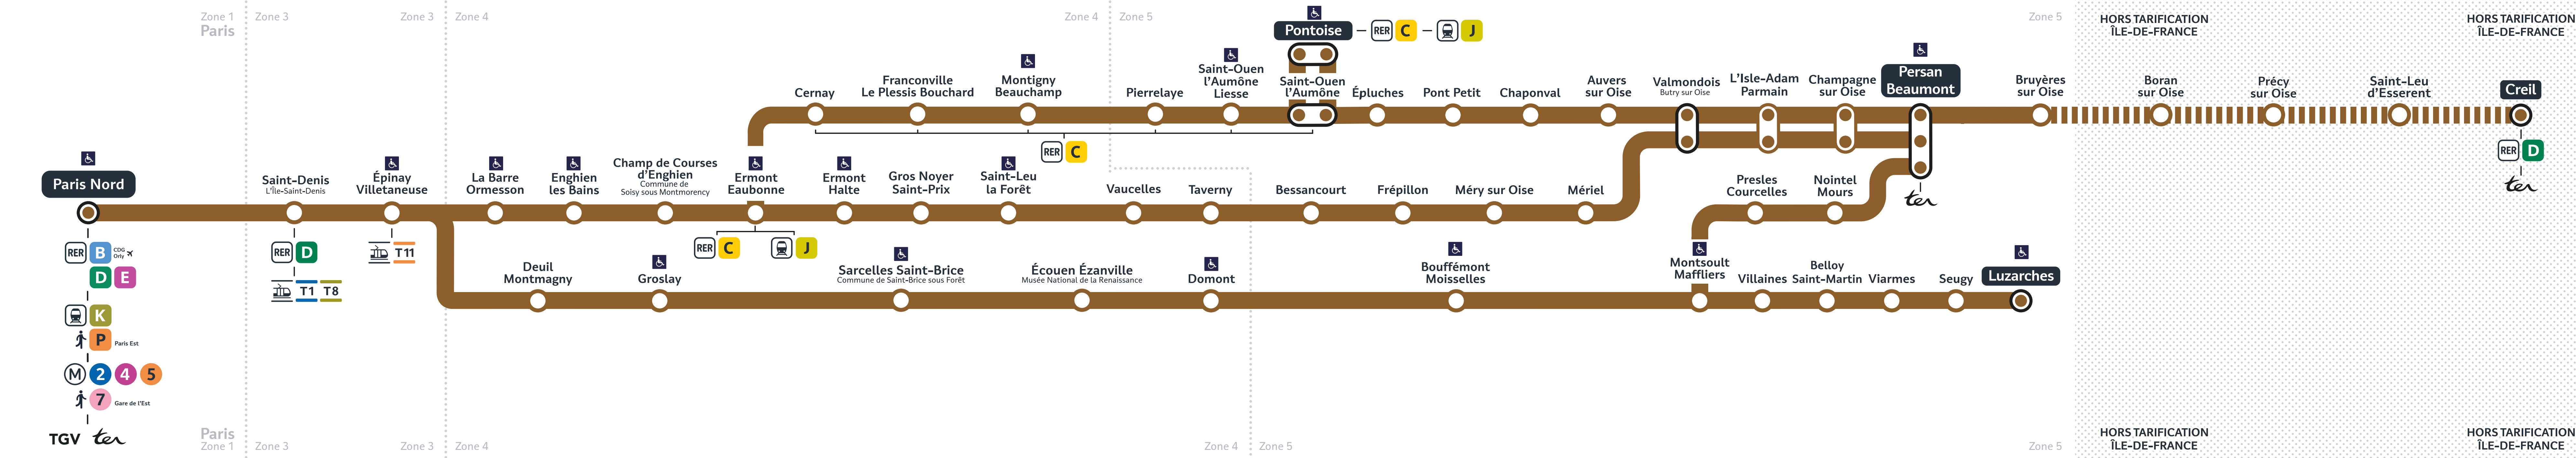 Zone 1
Paris
Zone 3
Zone 3
Zone 4
Zone 4
Zone 5
Zone 5
HORS TARIFICATION
ÎLE-DE-FRANCE
HORS TARIFICATION
ÎLE-DE-FRANCE
Pontoise
RER C
J
Cernay
Franconville
Le Plessis Bouchard
Montigny
Beauchamp
Pierrelaye
Saint-Ouen
l'Aumône
Liesse
Saint-Ouen
l'Aumône
Épluches
Pont Petit
Chaponval
Auvers
sur Oise
Valmondois
Butry sur Oise
L'Isle-Adam
Parmain
Champagne
sur Oise
Persan
Beaumont
Bruyères
sur Oise
Boran
sur Oise
Précy
sur Oise
Saint-Leu
d'Esserent
Creil
RER C
RER D
ter
Paris Nord
Saint-Denis
L'Île-Saint-Denis
Épinay
Villetaneuse
La Barre
Ormesson
Enghien
les Bains
Champ de Courses
d'Enghien
Commune de
Soisy sous Montmorency
Ermont
Eaubonne
Ermont
Halte
Gros Noyer
Saint-Prix
Saint-Leu
la Forêt
Vaucelles
Taverny
Bessancourt
Frépillon
Méry sur Oise
Mériel
Presles
Courcelles
Nointel
Mours
ter
RER B
CDG
Orly
D E
K
P
Paris Est
M 2 4 5
7
Gare de l'Est
TGV ter
RER D
T1 T8
T11
RER C
J
Deuil
Montmagny
Groslay
Sarcelles Saint-Brice
Commune de Saint-Brice sous Forêt
Écouen Ézanville
Musée National de la Renaissance
Domont
Bouffémont
Moisselles
Montsoult
Maffliers
Villaines
Belloy
Saint-Martin
Viarmes
Seugy
Luzarches
Paris
Zone 1
Zone 3
Zone 3
Zone 4
Zone 4
Zone 5
Zone 5
HORS TARIFICATION
ÎLE-DE-FRANCE
HORS TARIFICATION
ÎLE-DE-FRANCE